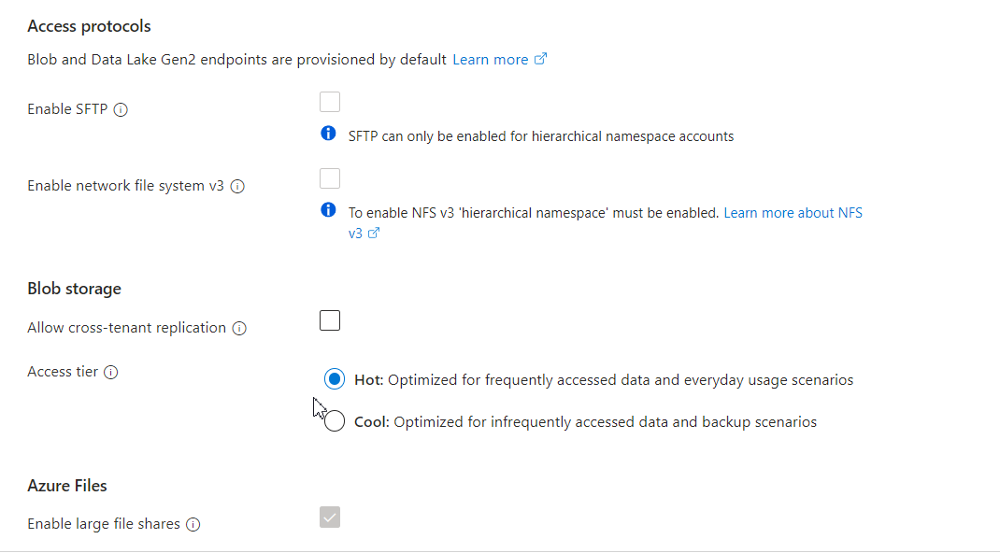 Access protocols
Blob and Data Lake Gen2 endpoints are provisioned by default Learn more
Enable SFTP
SFTP can only be enabled for hierarchical namespace accounts
Enable network file system v3
To enable NFS v3 'hierarchical namespace' must be enabled. Learn more about NFS
v3
Blob storage
Allow cross-tenant replication
Access tier
Hot: Optimized for frequently accessed data and everyday usage scenarios
Cool: Optimized for infrequently accessed data and backup scenarios
Azure Files
Enable large file shares